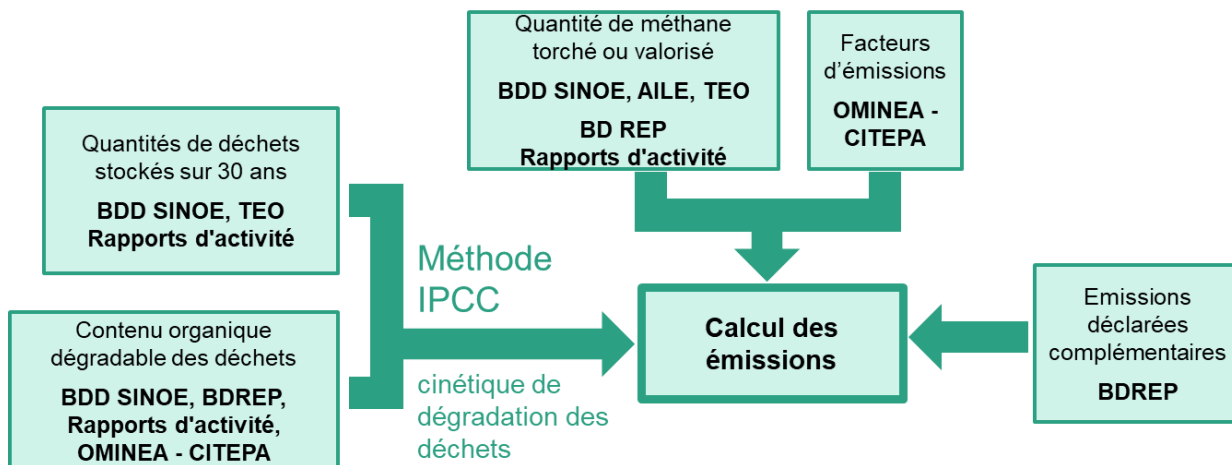 Quantité de méthane
torché ou valorisé
BDD SINOE, AILE, TEO
BD REP
Rapports d'activité
Facteurs
d'émissions
OMINEA -
CITEPA
Quantités de déchets
stockés sur 30 ans
BDD SINOE, TEO
Rapports d'activité
Méthode
IPCC
Calcul des
émissions
Emissions
déclarées
complémentaires
BDREP
Contenu organique
dégradable des déchets
BDD SINOE, BDREP,
Rapports d'activité,
OMINEA - CITEPA
cinétique de
dégradation des
déchets